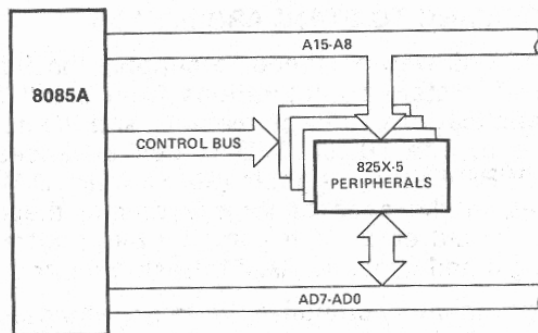 A15-A8
8085A
CONTROL BUS
825X-5
PERIPHERALS
AD7-AD0